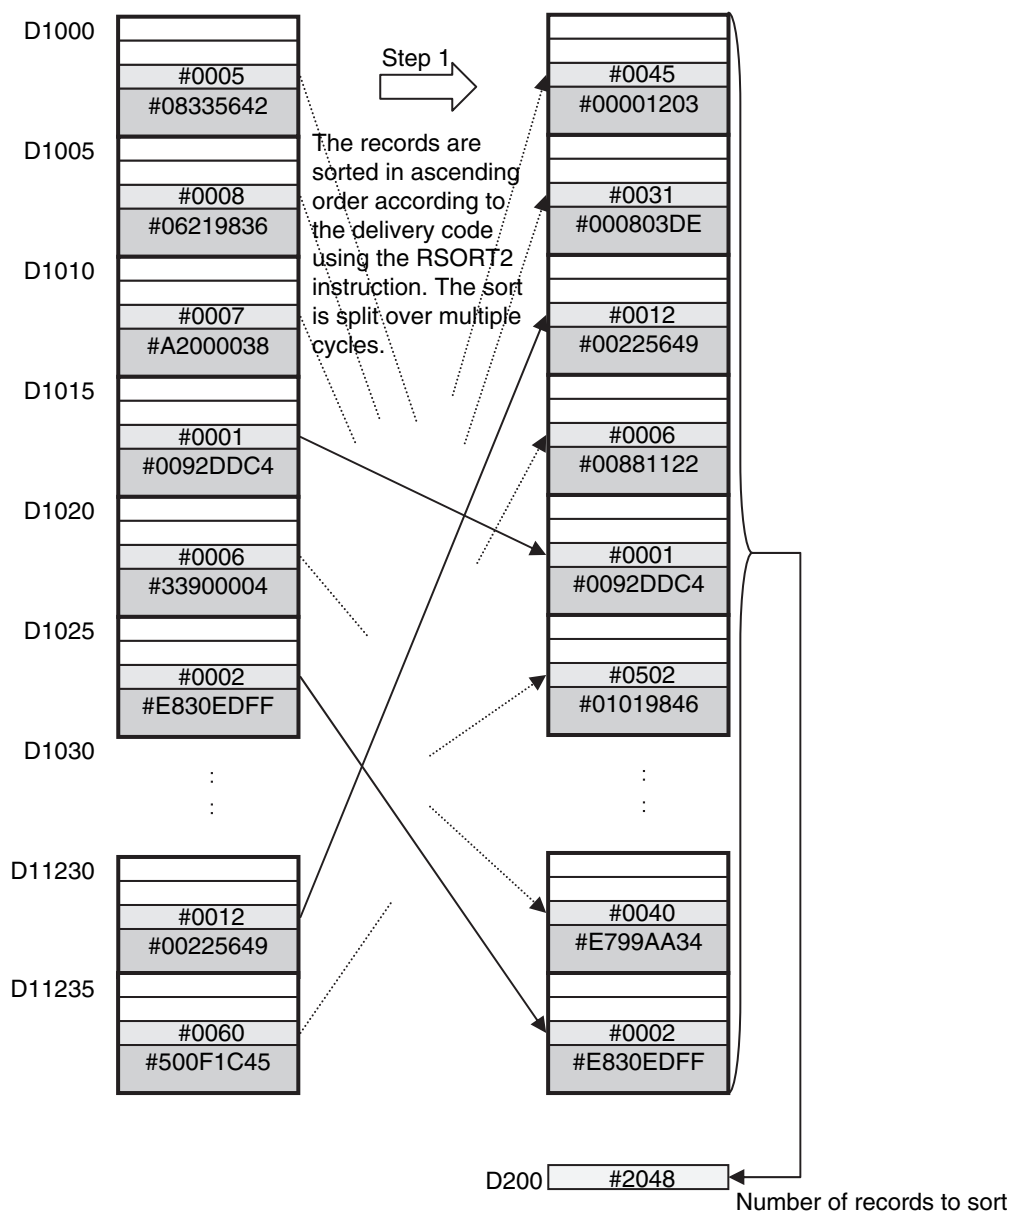 D1000
#0005
#08335642
D1005
#0008
#06219836
D1010
#0007
#A2000038
D1015
#0001
#0092DDC4
D1020
#0006
#33900004
D1025
#0002
#E830EDFF
D1030
D11230
#0012
#00225649
D11235
#0060
#500F1C45
Step 1
The records are
sorted in ascending
order according to
the delivery code
using the RSORT2
instruction. The sort
is split over multiple
cycles.
#0045
#00001203
#0031
#000803DE
#0012
#00225649
#0006
#00881122
#0001
#0092DDC4
#0502
#01019846
#0040
#E799AA34
#0002
#E830EDFF
D200
#2048
Number of records to sort